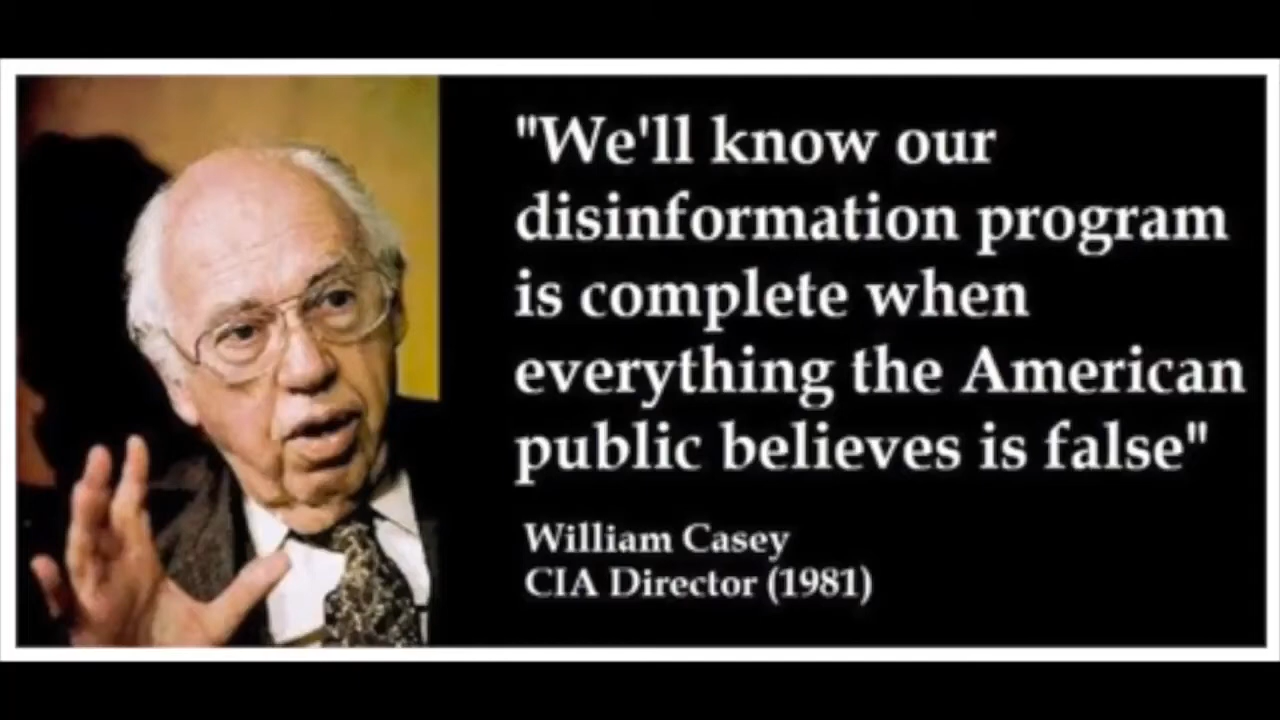 "We'll know our
disinformation program
is complete when
everything the American
public believes is false"
William Casey
CIA Director (1981)